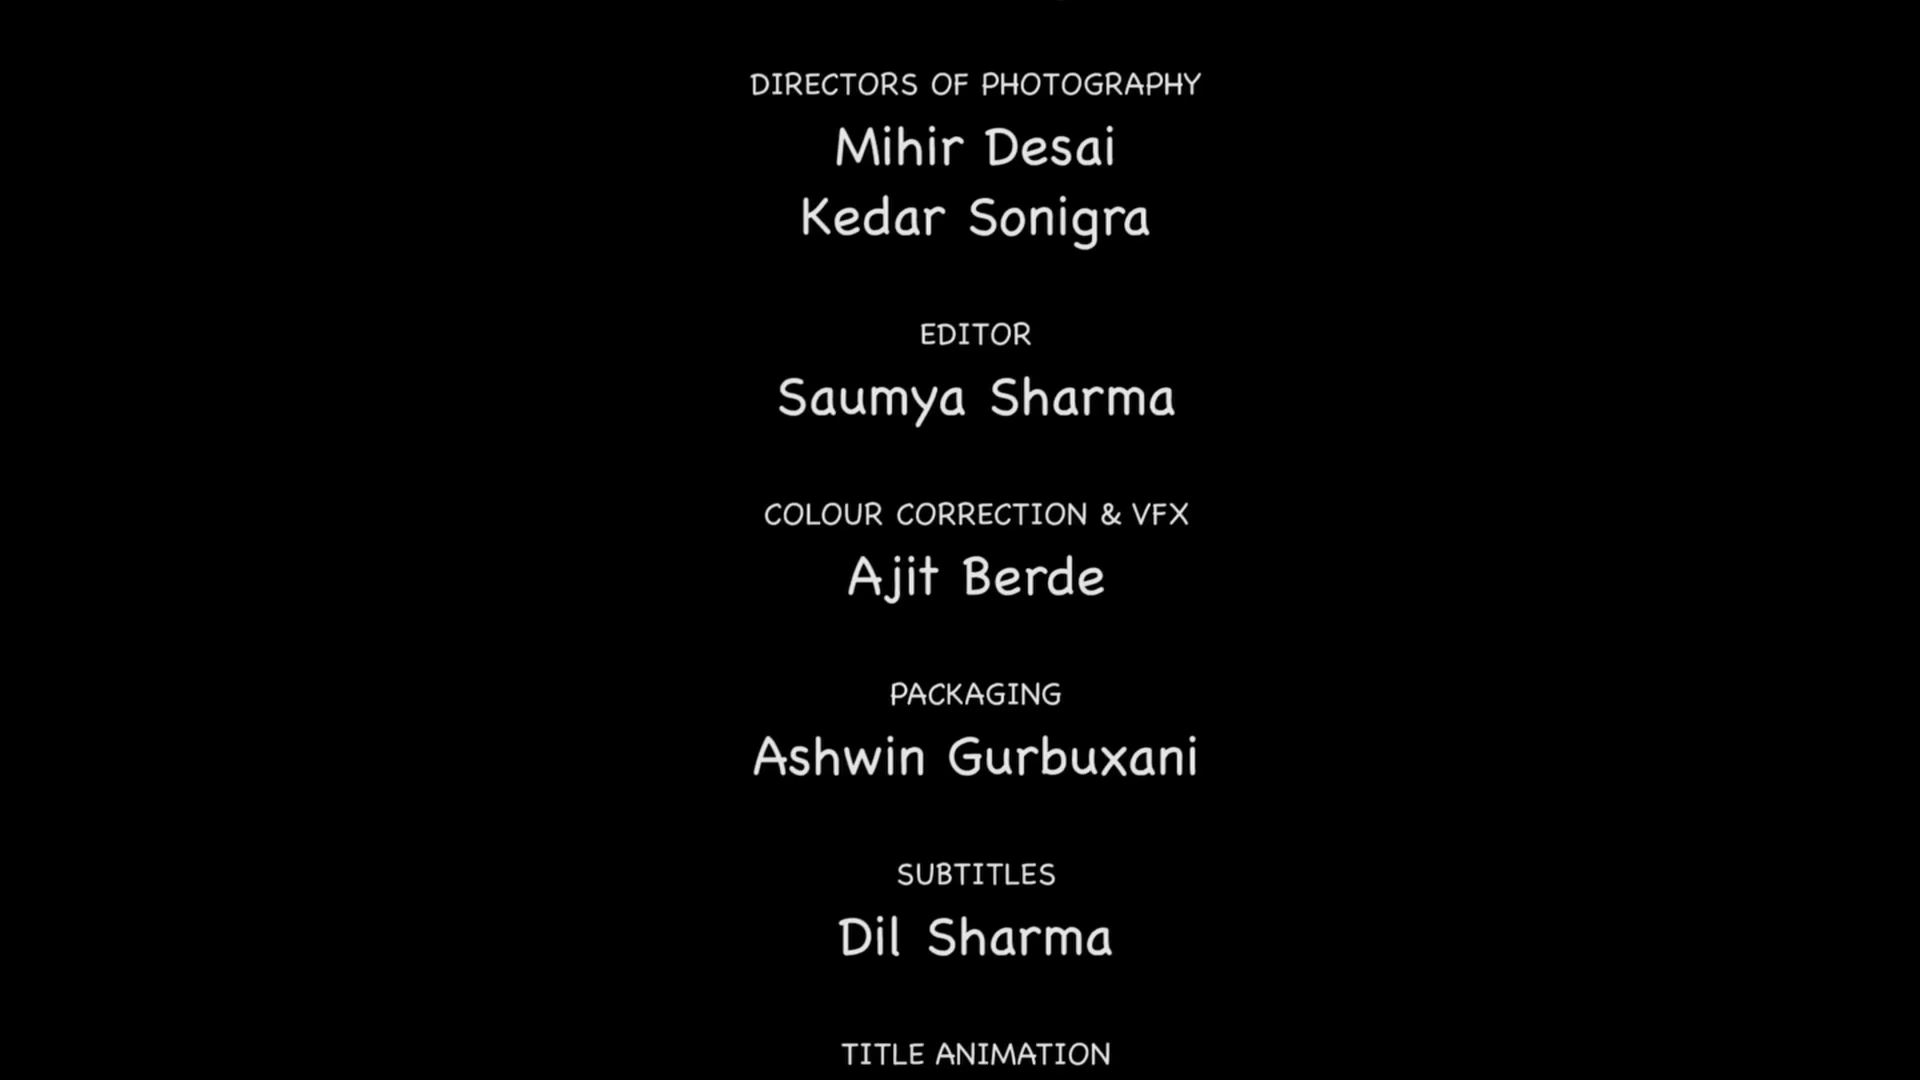 DIRECTORS OF PHOTOGRAPHY
Mihir Desai
Kedar Sonigra
EDITOR
Saumya Sharma
COLOUR CORRECTION & VFX
Ajit Berde
PACKAGING
Ashwin Gurbuxani
SUBTITLES
Dil Sharma
TITLE ANIMATION